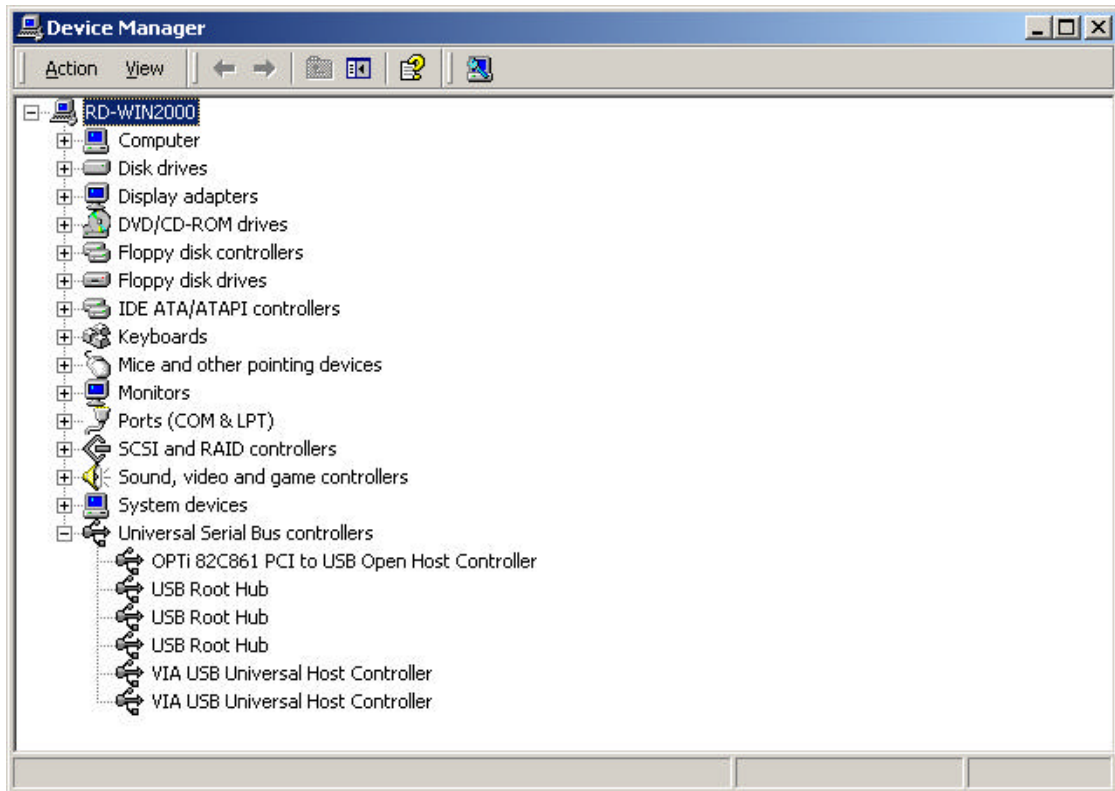 Device Manager
Action View
RD-WIN2000
Computer
Disk drives
Display adapters
DVD/CD-ROM drives
Floppy disk controllers
Floppy disk drives
IDE ATA/ATAPI controllers
Keyboards
Mice and other pointing devices
Monitors
Ports (COM & LPT)
SCSI and RAID controllers
Sound, video and game controllers
System devices
Universal Serial Bus controllers
OPTi 82C861 PCI to USB Open Host Controller
USB Root Hub
USB Root Hub
USB Root Hub
VIA USB Universal Host Controller
VIA USB Universal Host Controller